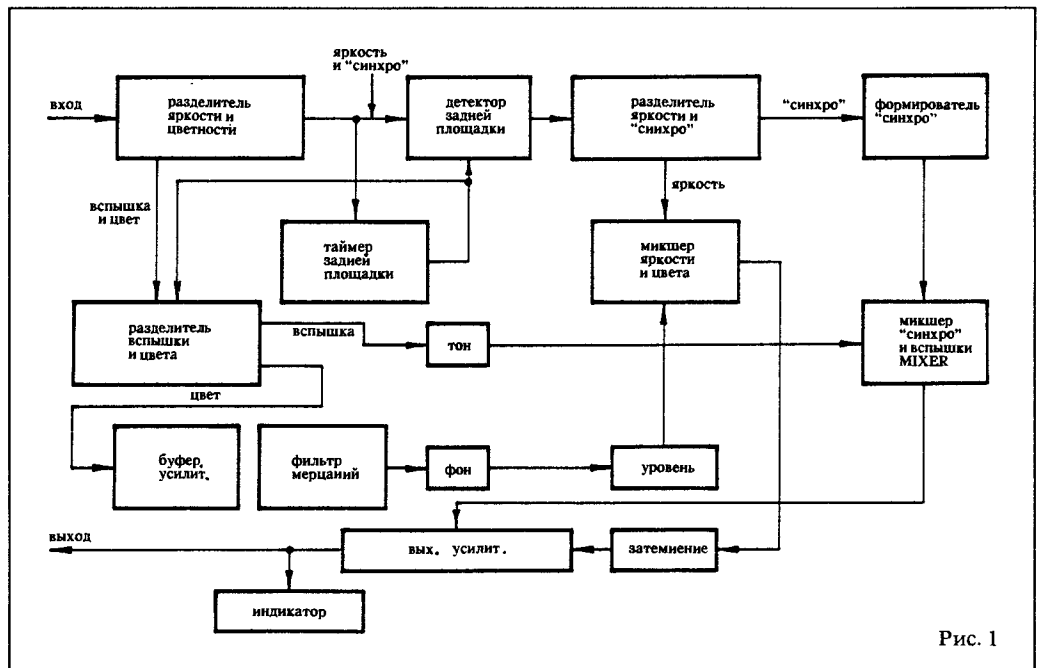 яркость
и “синхро”
вход
разделитель
яркости и
цветности
детектор
задней
площадки
разделитель
яркости и
“синхро”
“синхро”
формирователь
“синхро”
вспышка
и цвет
яркость
таймер
задней
площадки
микшер
яркости
и цвета
разделитель
вспышки
и цвета
вспышка
тон
микшер
“синхро”
и вспышки
MIXER
цвет
буфер.
усилит.
фильтр
мерцаний
фон
уровень
выход
вых. усилит.
затемнение
индикатор
Рис. 1